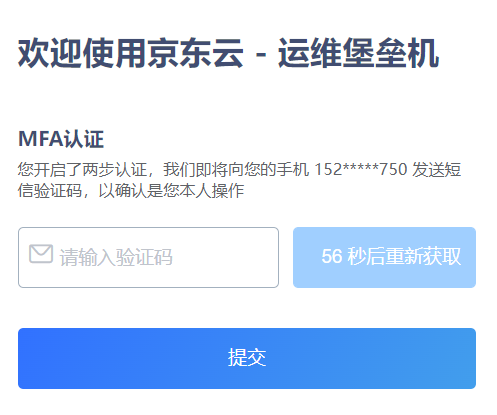 欢迎使用京东云 - 运维堡垒机
MFA认证
您开启了两步认证，我们即将向您的手机 152*****750 发送短
信验证码，以确认是您本人操作
请输入验证码
56 秒后重新获取
提交